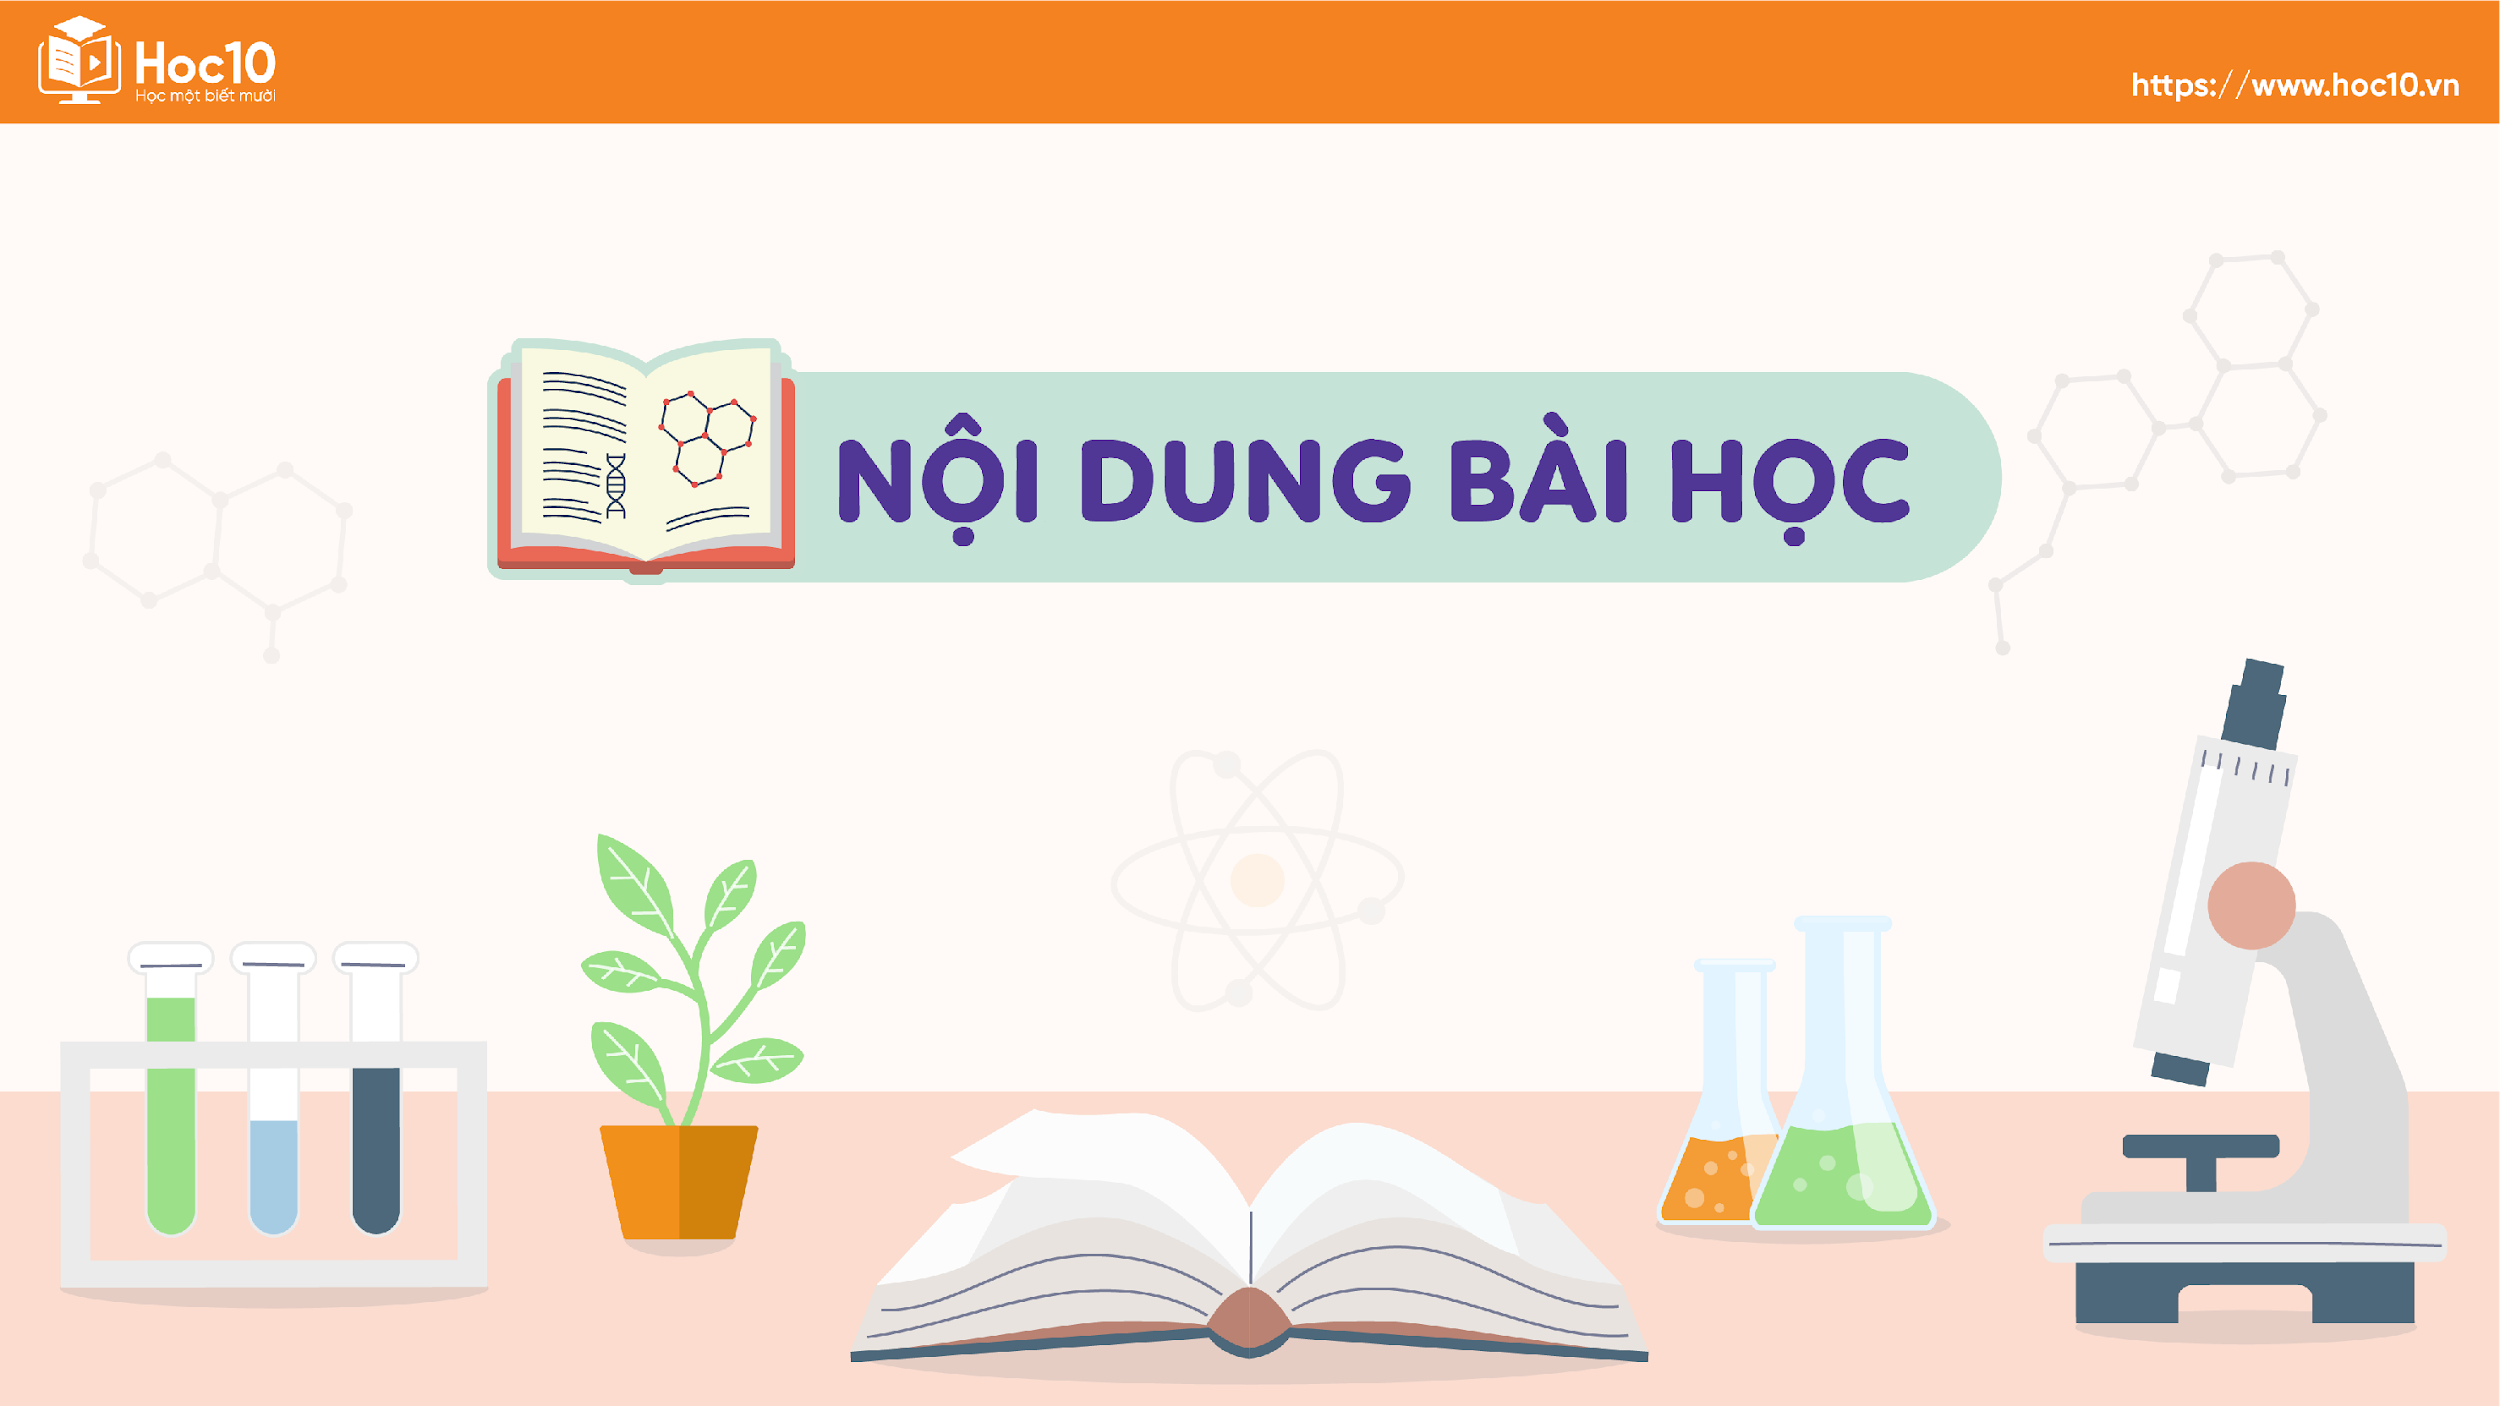 Hoc10
Học một biết mười
https://www.hoc10.vn
NỘI DUNG BÀI HỌC